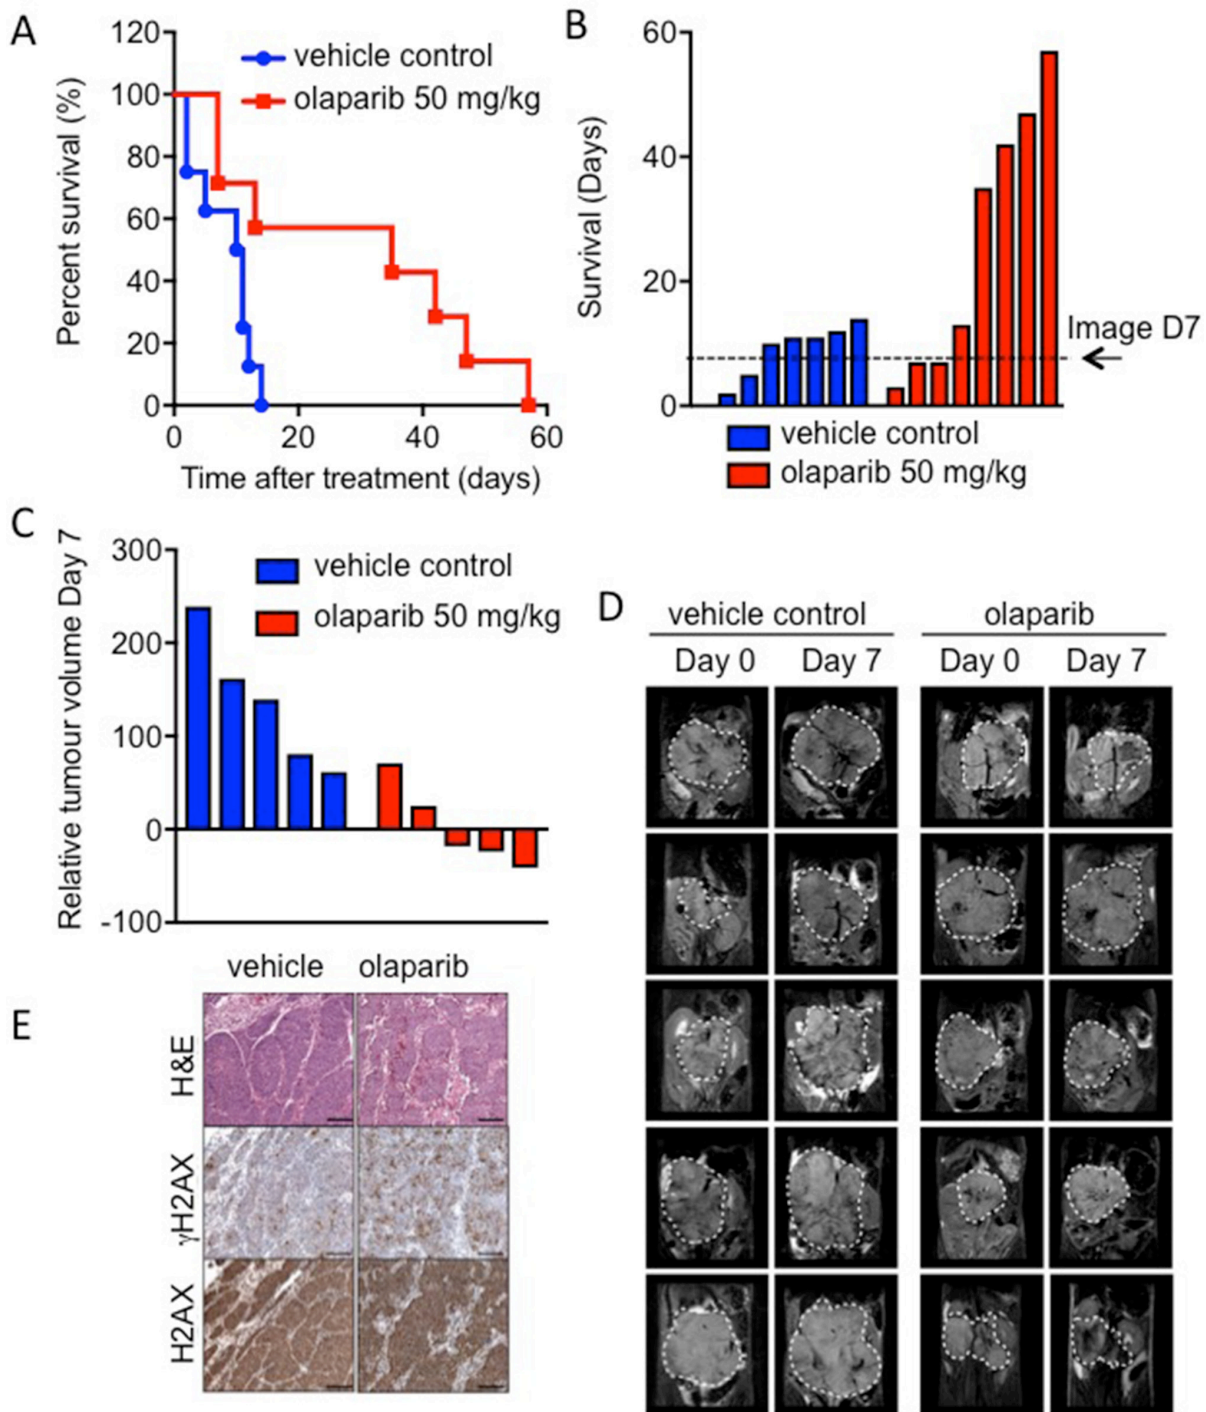 A
120
100
80
60
40
20
0
Percent survival (%)
vehicle control
olaparib 50 mg/kg
0 20 40 60
Time after treatment (days)
B
60
40
20
0
Survival (Days)
Image D7
vehicle control
olaparib 50 mg/kg
C
300
200
100
0
-100
Relative tumour volume Day 7
vehicle control
olaparib 50 mg/kg
D
vehicle control olaparib
Day 0 Day 7 Day 0 Day 7
E
vehicle olaparib
H&E
γH2AX
H2AX